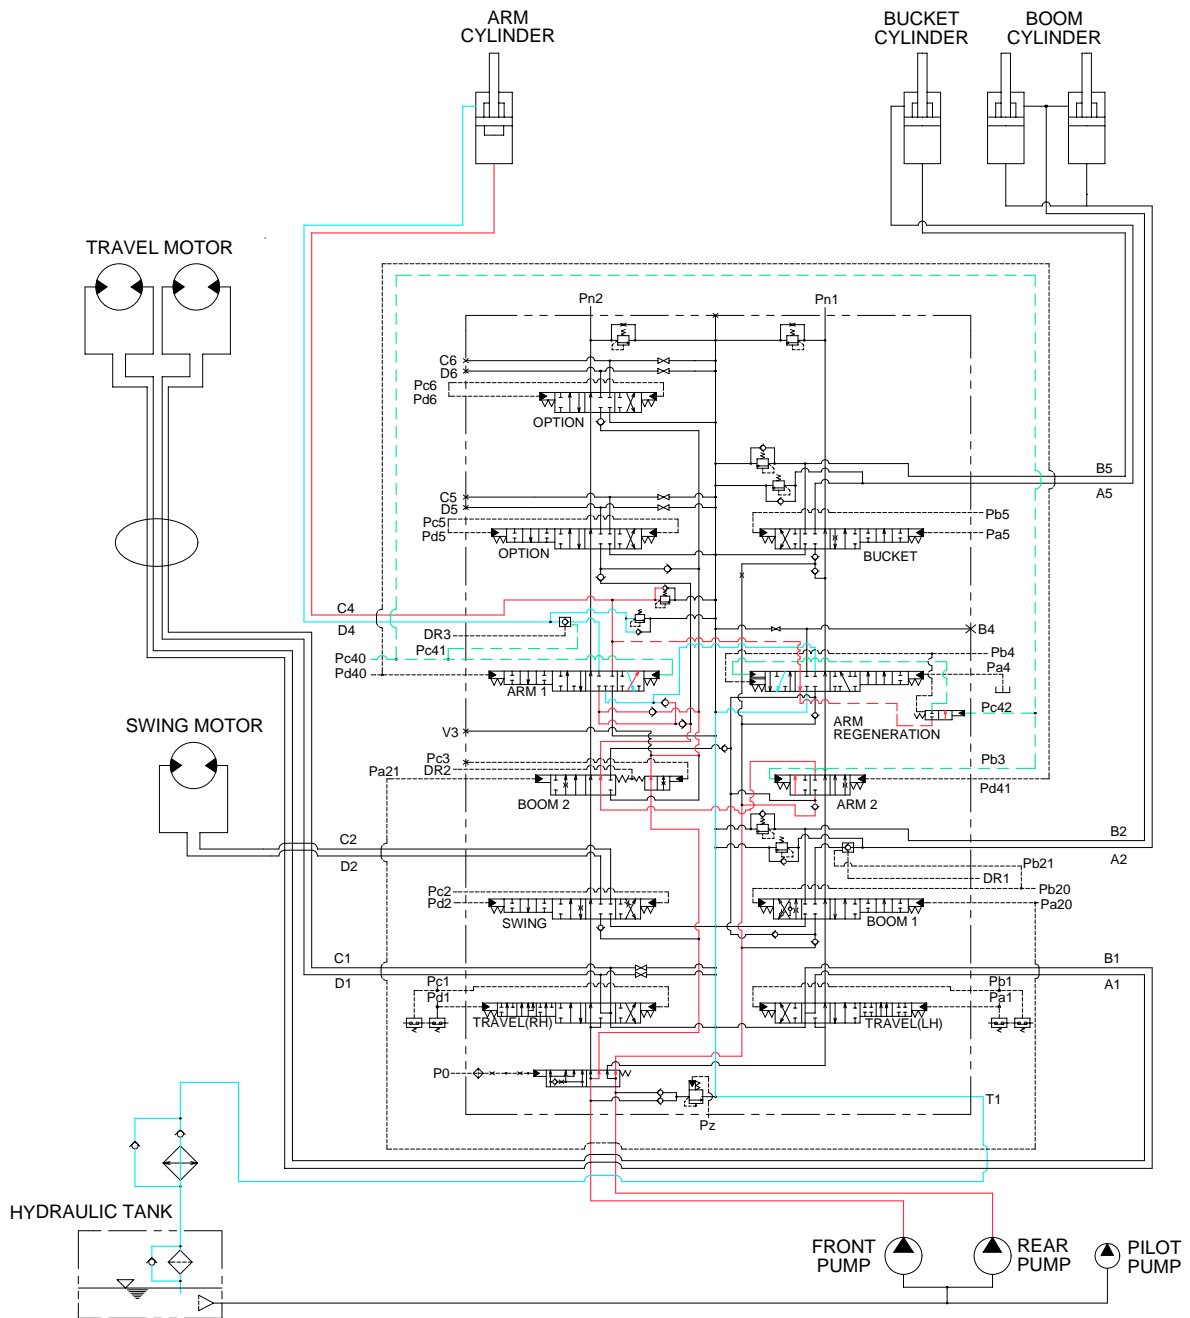 ARM
CYLINDER
BUCKET
CYLINDER
BOOM
CYLINDER
TRAVEL MOTOR
Pn2
Pn1
C6
D6
Pc6
Pd6
OPTION
B5
A5
C5
D5
Pc5
Pd5
OPTION
Pb5
Pa5
BUCKET
C4
D4
DR3
Pc41
Pc40
Pd40
ARM 1
B4
Pb4
Pa4
ARM
REGENERATION
Pc42
SWING MOTOR
V3
Pc3
DR2
Pa21
BOOM 2
Pb3
Pd41
ARM 2
C2
D2
B2
A2
Pb21
DR1
Pb20
Pa20
Pc2
Pd2
SWING
BOOM 1
C1
D1
B1
A1
Pc1
Pd1
TRAVEL(RH)
Pb1
Pa1
TRAVEL(LH)
P0
Pz
T1
HYDRAULIC TANK
FRONT
PUMP
REAR
PUMP
PILOT
PUMP